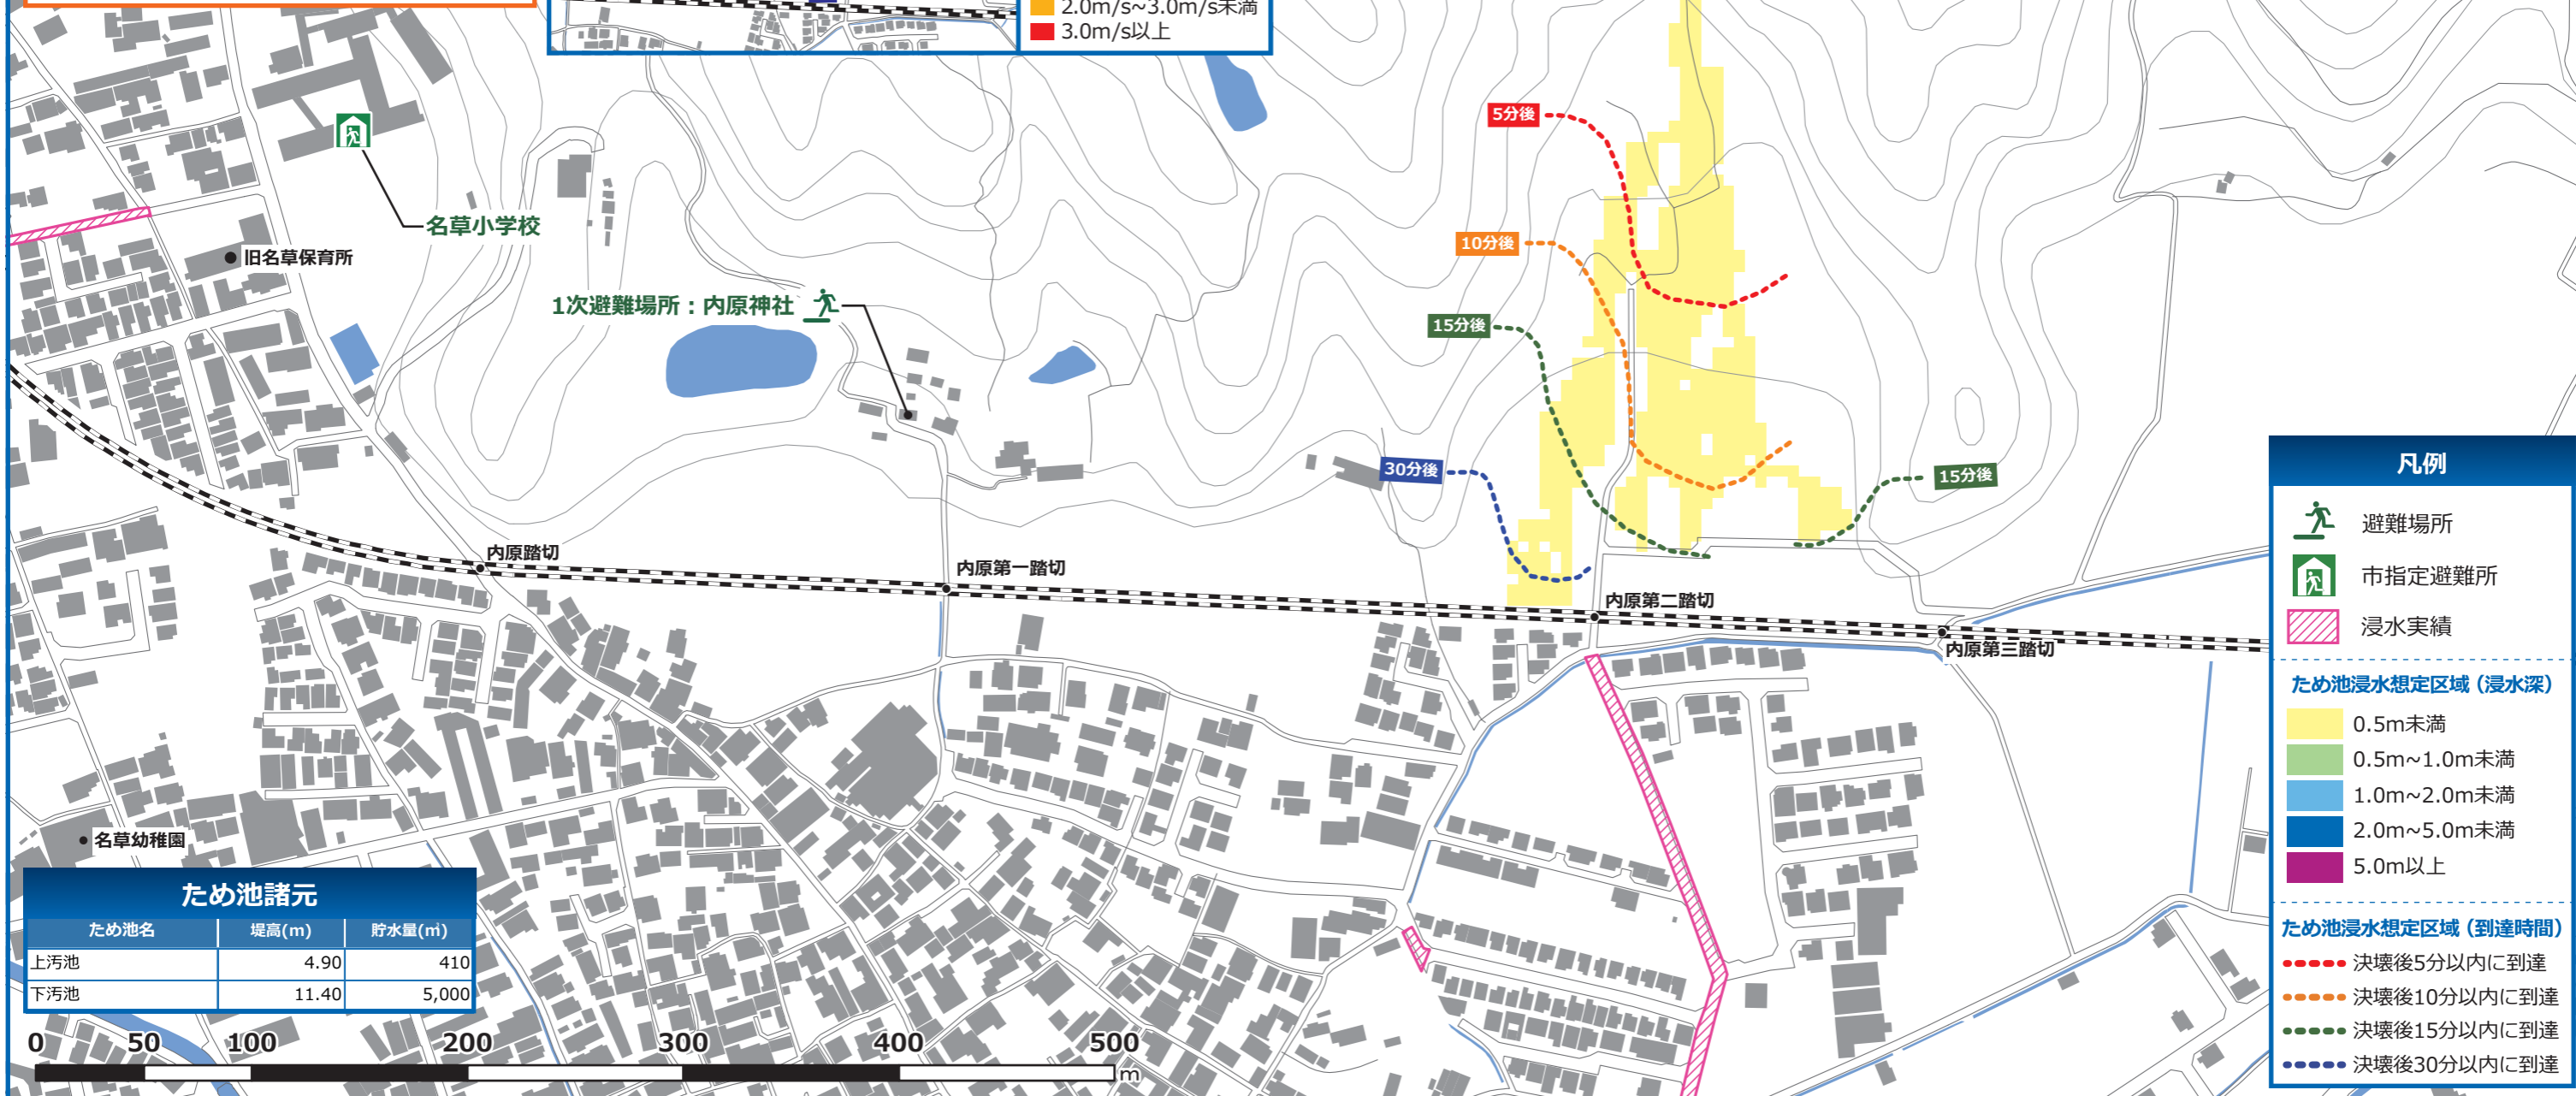 2.0m/s~3.0m/s未満
3.0m/s以上
5分後
名草小学校
10分後
旧名草保育所
1次避難場所：内原神社
15分後
30分後
15分後
内原踏切
内原第一踏切
内原第二踏切
内原第三踏切
名草幼稚園
凡例
避難場所
市指定避難所
浸水実績
ため池浸水想定区域（浸水深）
0.5m未満
0.5m~1.0m未満
1.0m~2.0m未満
2.0m~5.0m未満
5.0m以上
ため池浸水想定区域（到達時間）
決壊後5分以内に到達
決壊後10分以内に到達
決壊後15分以内に到達
決壊後30分以内に到達
ため池諸元
ため池名 堤高(m) 貯水量(㎥)
上汚池 4.90 410
下汚池 11.40 5,000
0 50 100 200 300 400 500
m